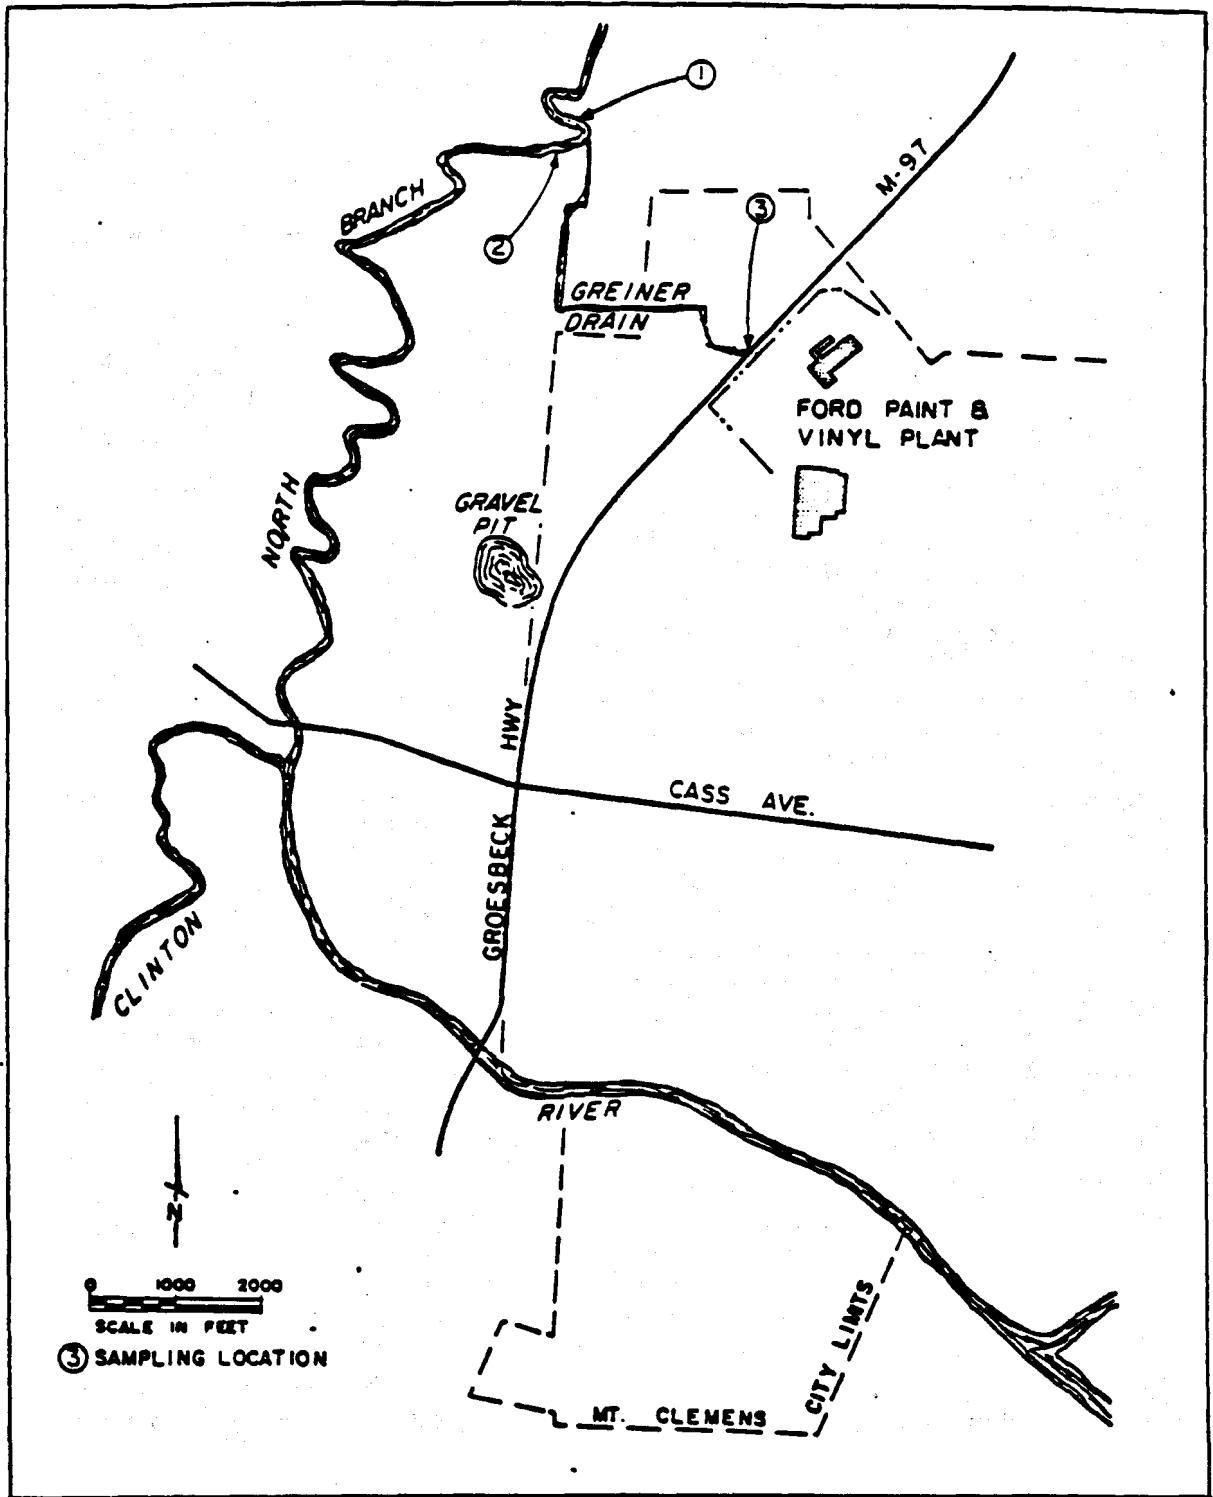 1
M-97
BRANCH
2
3
GREINER
DRAIN
FORD PAINT &
VINYL PLANT
GRAVEL
PIT
NORTH
HWY
CASS AVE.
GROESBECK
CLINTON
RIVER
N
0 1000 2000
SCALE IN FEET
3 SAMPLING LOCATION
CITY LIMITS
MT. CLEMENS